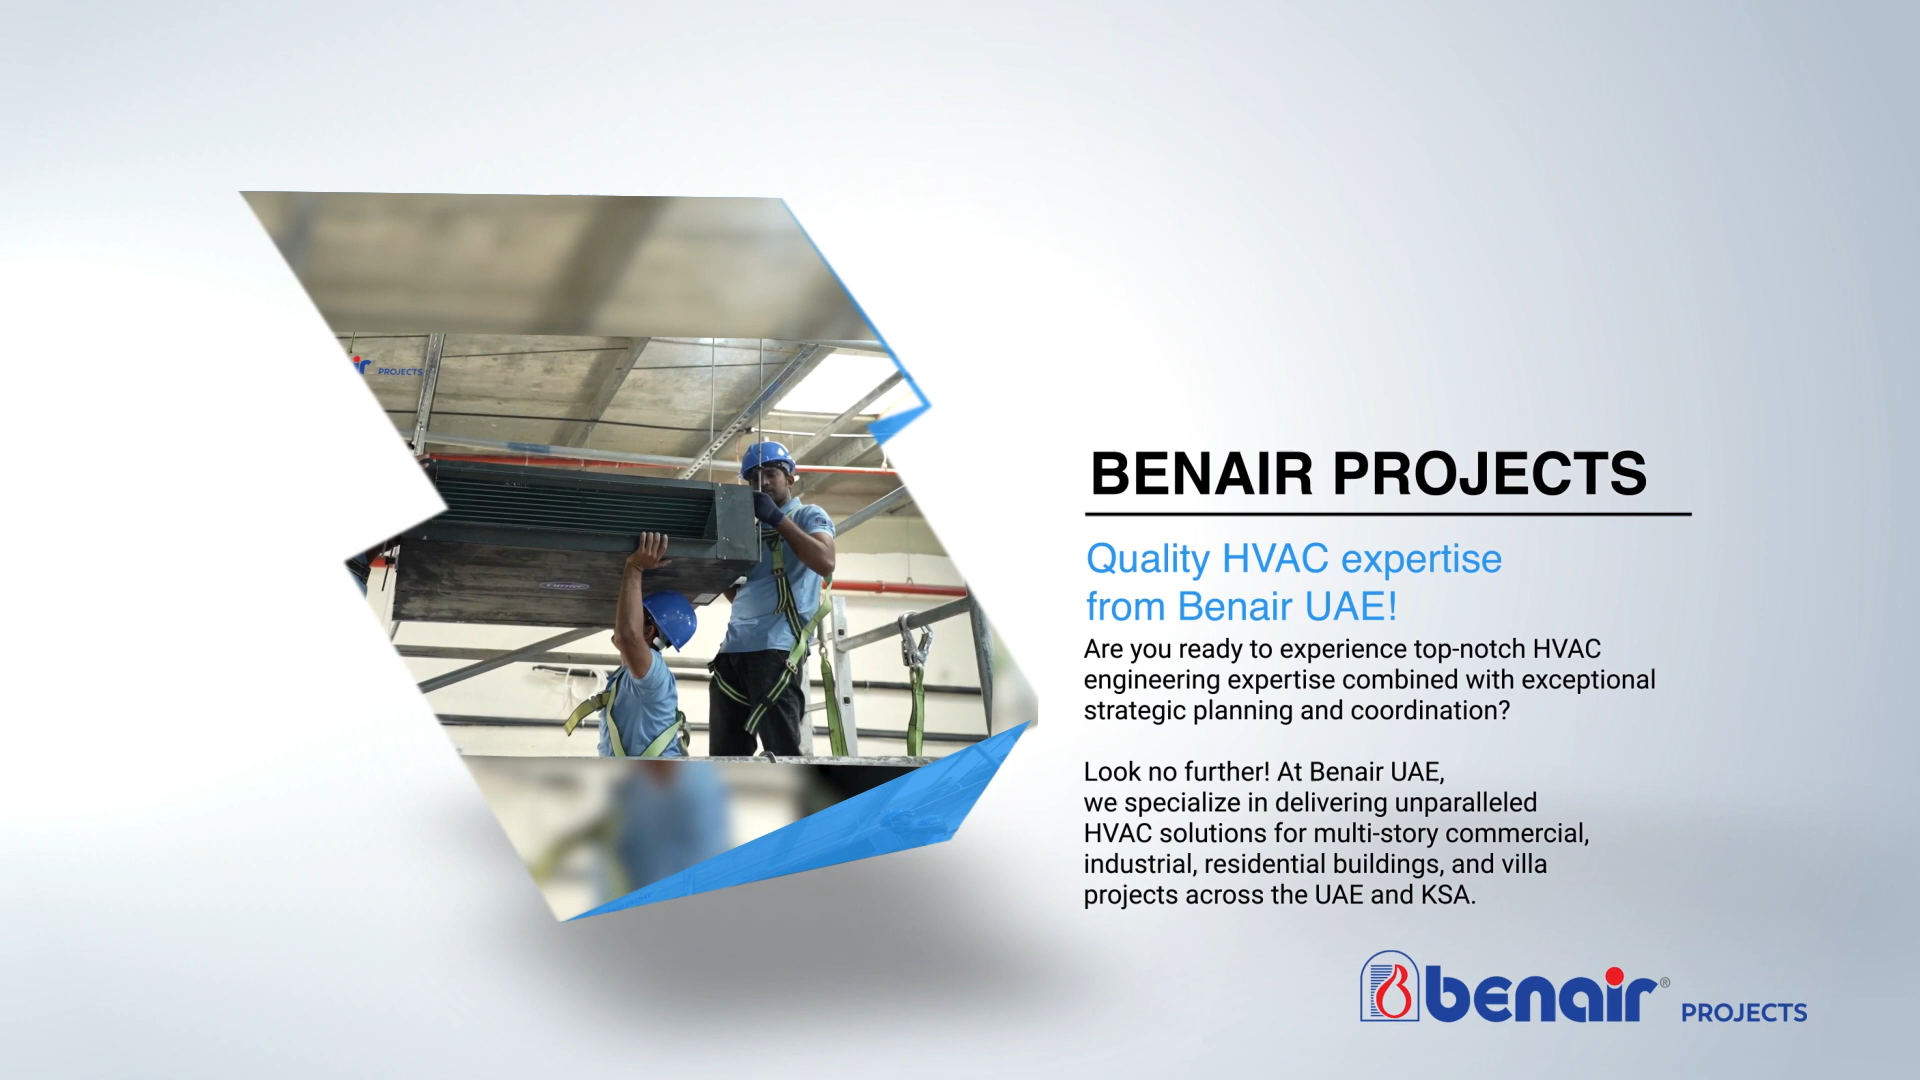 ir PROJECTS
Carrier
BENAIR PROJECTS
Quality HVAC expertise
from Benair UAE!
Are you ready to experience top-notch HVAC
engineering expertise combined with exceptional
strategic planning and coordination?
Look no further! At Benair UAE,
we specialize in delivering unparalleled
HVAC solutions for multi-story commercial,
industrial, residential buildings, and villa
projects across the UAE and KSA.
benair® PROJECTS